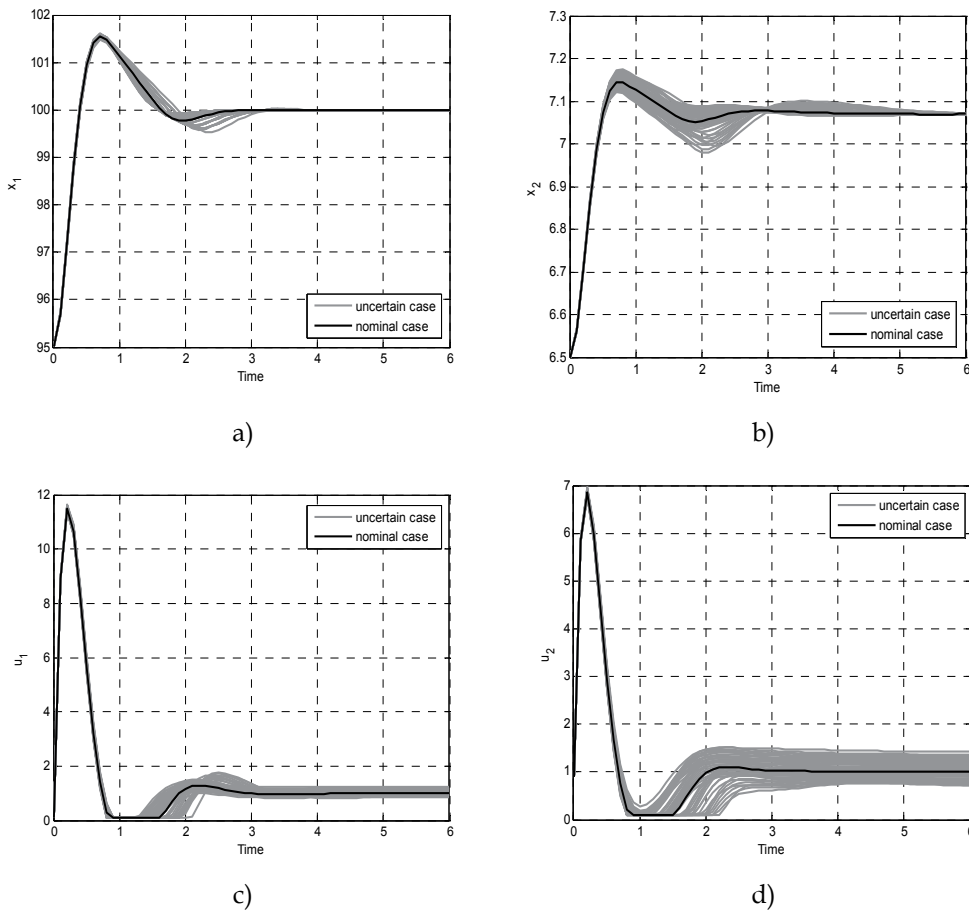 102
101
100
99
98
97
96
95
x1
0 1 2 3 4 5 6
Time
uncertain case
nominal case
a)
7.3
7.2
7.1
7
6.9
6.8
6.7
6.6
6.5
x2
0 1 2 3 4 5 6
Time
uncertain case
nominal case
b)
12
10
8
6
4
2
0
u1
0 1 2 3 4 5 6
Time
uncertain case
nominal case
c)
7
6
5
4
3
2
1
0
u2
0 1 2 3 4 5 6
Time
uncertain case
nominal case
d)